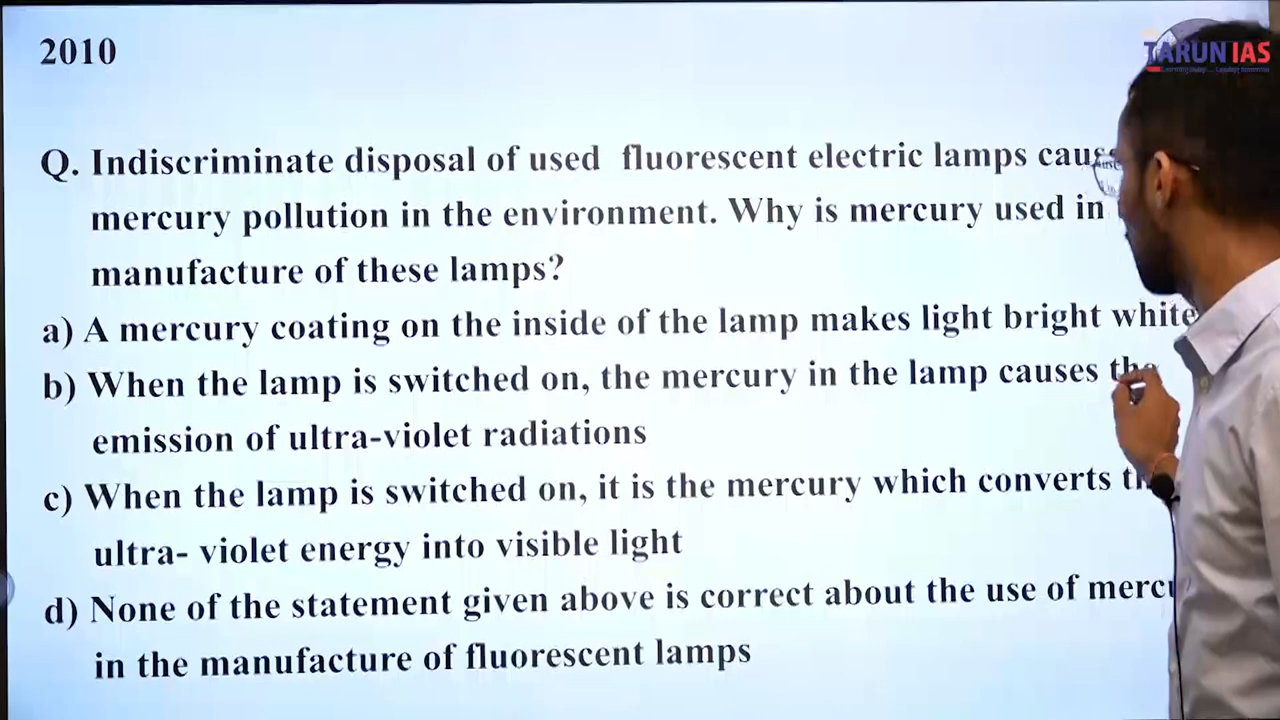 2010
TARUN IAS
Q. Indiscriminate disposal of used fluorescent electric lamps
mercury pollution in the environment. Why is mercury used in
manufacture of these lamps?
a) A mercury coating on the inside of the lamp makes light bright white
b) When the lamp is switched on, the mercury in the lamp causes the
emission of ultra-violet radiations
c) When the lamp is switched on, it is the mercury which converts
ultra- violet energy into visible light
d) None of the statement given above is correct about the use of
in the manufacture of fluorescent lamps